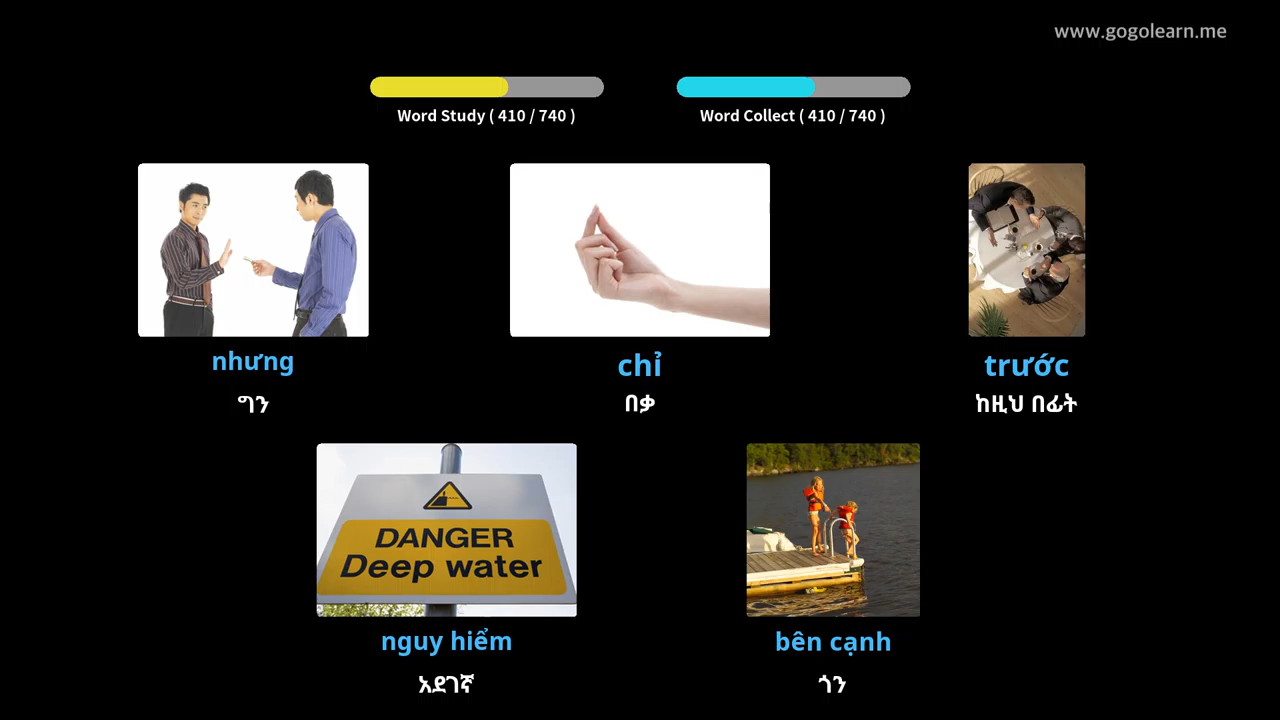 www.gogolearn.me
Word Study ( 410 / 740 )
Word Collect ( 410 / 740 )
nhưng
ግን
chỉ
በቃ
trước
ከዚህ በፊት
DANGER
Deep water
nguy hiểm
አደገኛ
bên cạnh
ጎን